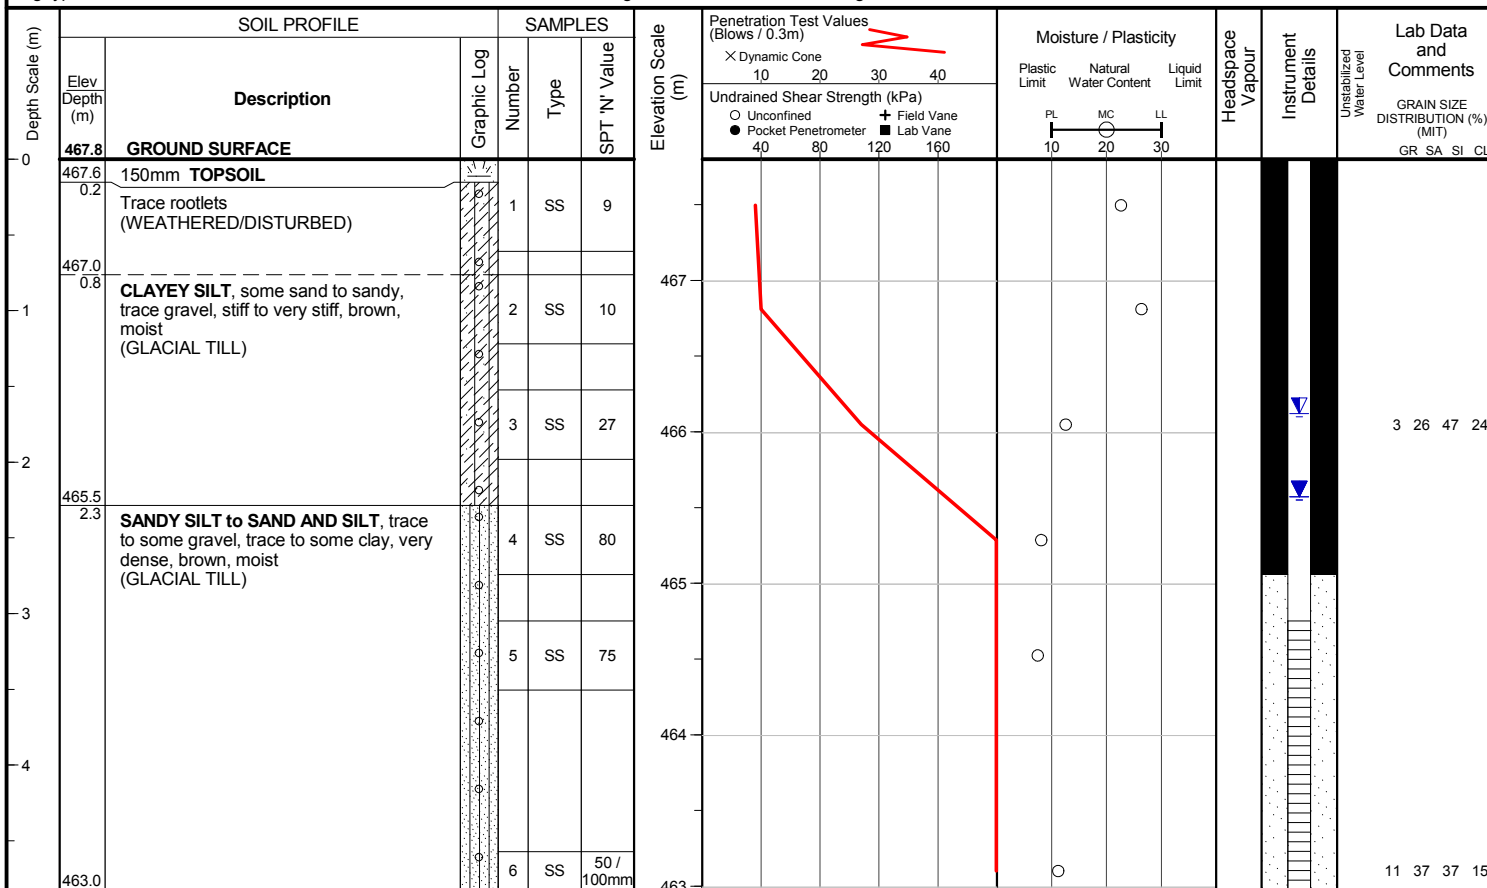 SOIL PROFILE
SAMPLES
Depth Scale (m)
Elev
Depth
(m)
Description
Graphic Log
Number
Type
SPT 'N' Value
Elevation Scale
(m)
Penetration Test Values
(Blows / 0.3m)
× Dynamic Cone
10 20 30 40
Undrained Shear Strength (kPa)
Unconfined
Field Vane
Pocket Penetrometer
Lab Vane
40 80 120 160
Moisture / Plasticity
Plastic
Limit
Natural
Water Content
Liquid
Limit
PL MC LL
10 20 30
Headspace
Vapour
Instrument
Details
Unstabilized
Water Level
Lab Data
and
Comments
GRAIN SIZE
DISTRIBUTION (%)
(MIT)
GR SA SI CL
467.8 GROUND SURFACE
0
467.6
0.2
150mm TOPSOIL
Trace rootlets
(WEATHERED/DISTURBED)
1 SS 9
467.0
0.8
467
CLAYEY SILT, some sand to sandy,
trace gravel, stiff to very stiff, brown,
moist
(GLACIAL TILL)
1
2 SS 10
3 SS 27
466
3 26 47 24
2
465.5
2.3
SANDY SILT to SAND AND SILT, trace
to some gravel, trace to some clay, very
dense, brown, moist
(GLACIAL TILL)
4 SS 80
465
3
5 SS 75
464
4
6 SS 50 /
100mm
463.0
463
11 37 37 15